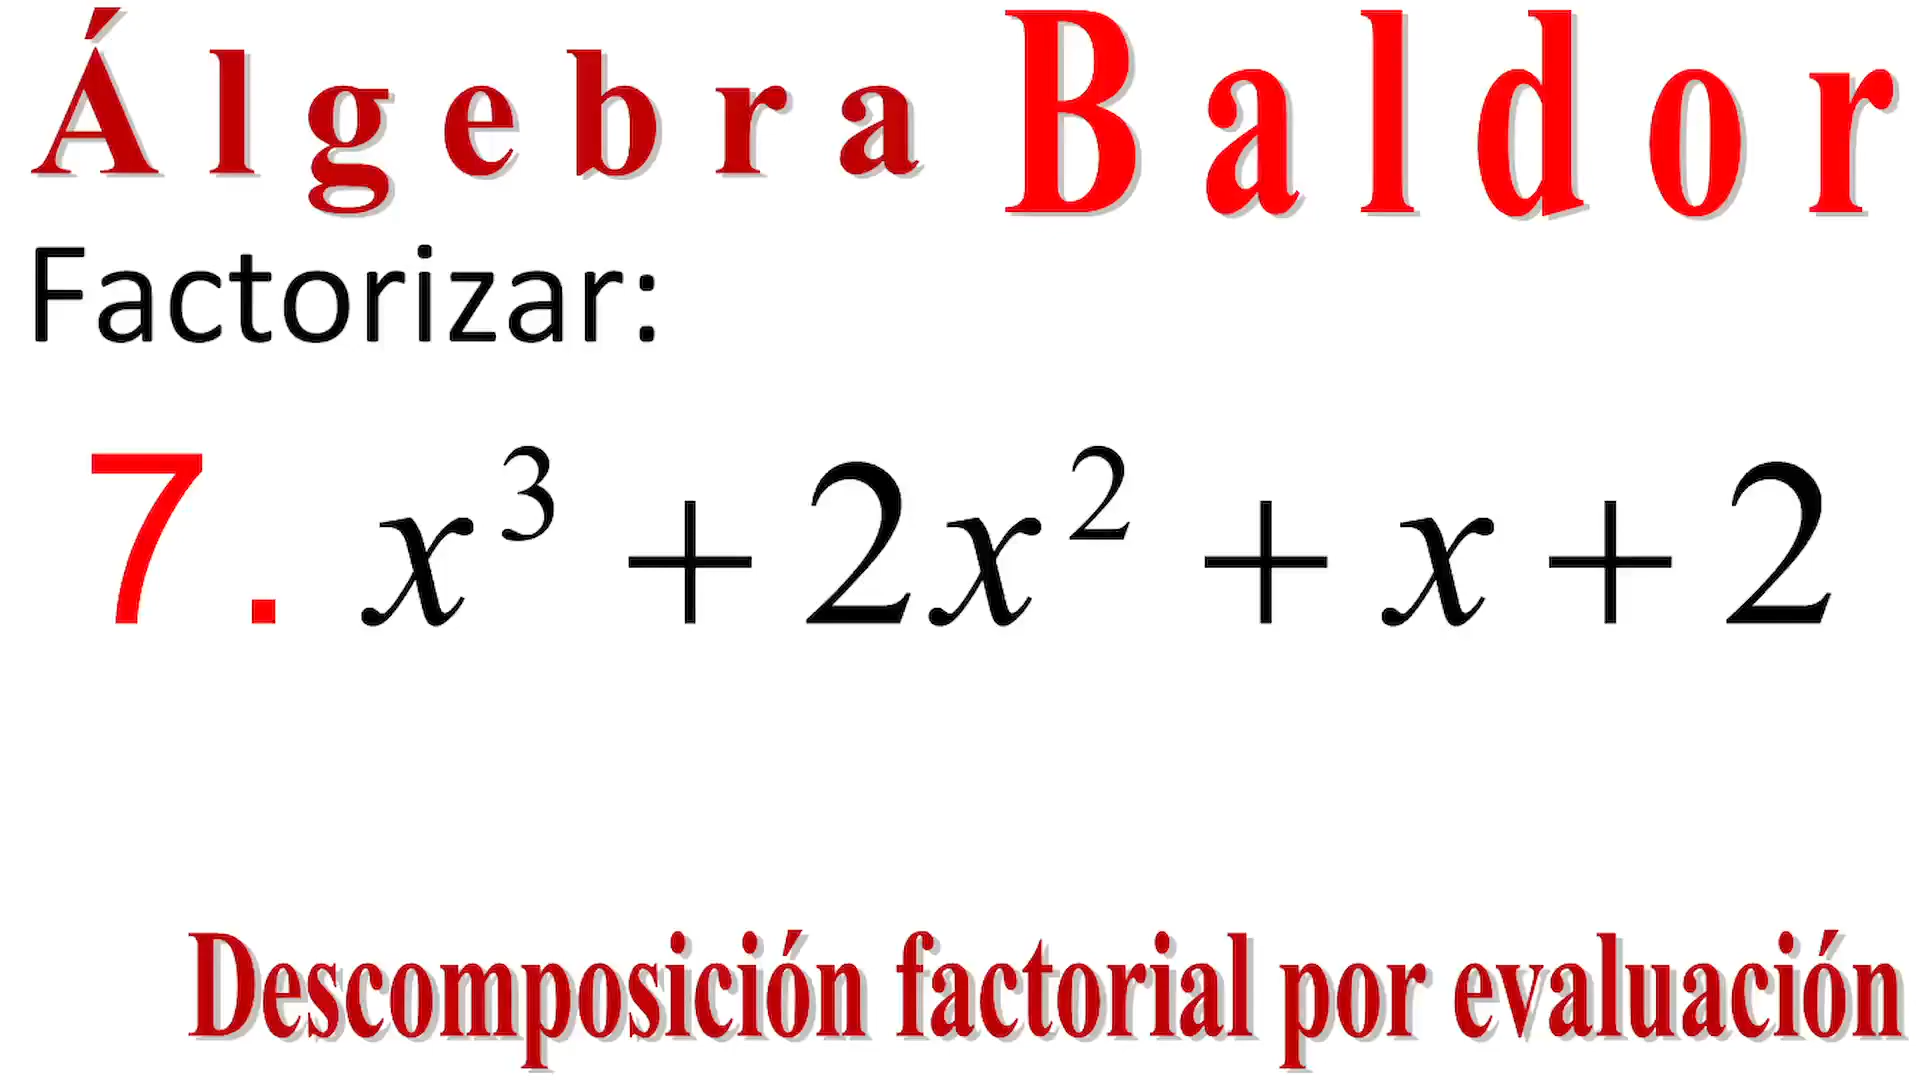 Álgebra Baldor
Factorizar:
7. x³ + 2x² + x + 2
Descomposición factorial por evaluación